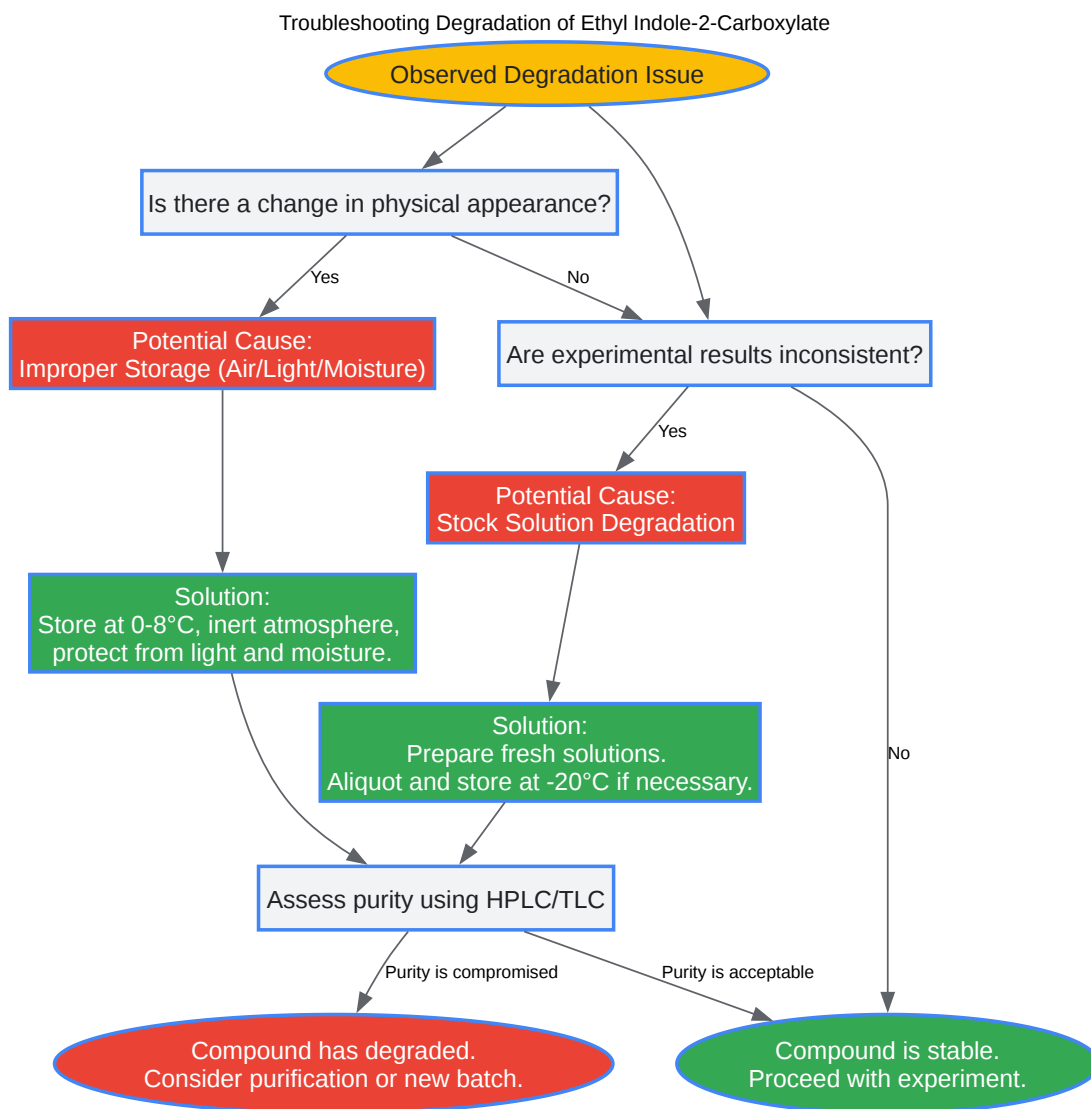 Troubleshooting Degradation of Ethyl Indole-2-Carboxylate
Observed Degradation Issue
Is there a change in physical appearance?
Yes
No
Potential Cause:
Improper Storage (Air/Light/Moisture)
Are experimental results inconsistent?
Yes
Potential Cause:
Stock Solution Degradation
Solution:
Store at 0-8°C, inert atmosphere,
protect from light and moisture.
Solution:
Prepare fresh solutions.
Aliquot and store at -20°C if necessary.
No
Assess purity using HPLC/TLC
Purity is compromised
Purity is acceptable
Compound has degraded.
Consider purification or new batch.
Compound is stable.
Proceed with experiment.